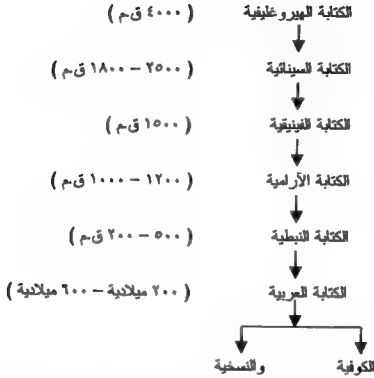 الكتابة الهيروغليفية ( ٤٠٠٠ ق.م )
الكتابة السينائية ( ٢٥٠٠ – ١٨٠٠ ق.م )
الكتابة الفينيقية ( ١٥٠٠ ق.م )
الكتابة الآرامية ( ١٢٠٠ – ١٠٠٠ ق.م )
الكتابة النبطية ( ٥٠٠ – ٢٠٠ ق.م )
الكتابة العربية ( ٢٠٠ ميلادية – ٦٠٠ ميلادية )
الكوفية والنسخية